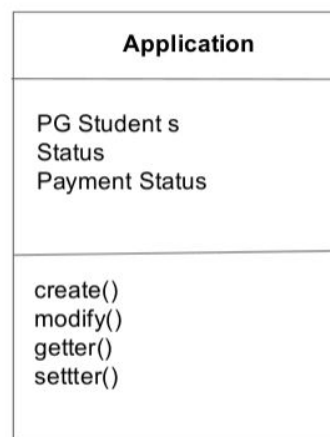 Application
PG Student s
Status
Payment Status
create()
modify()
getter()
settter()